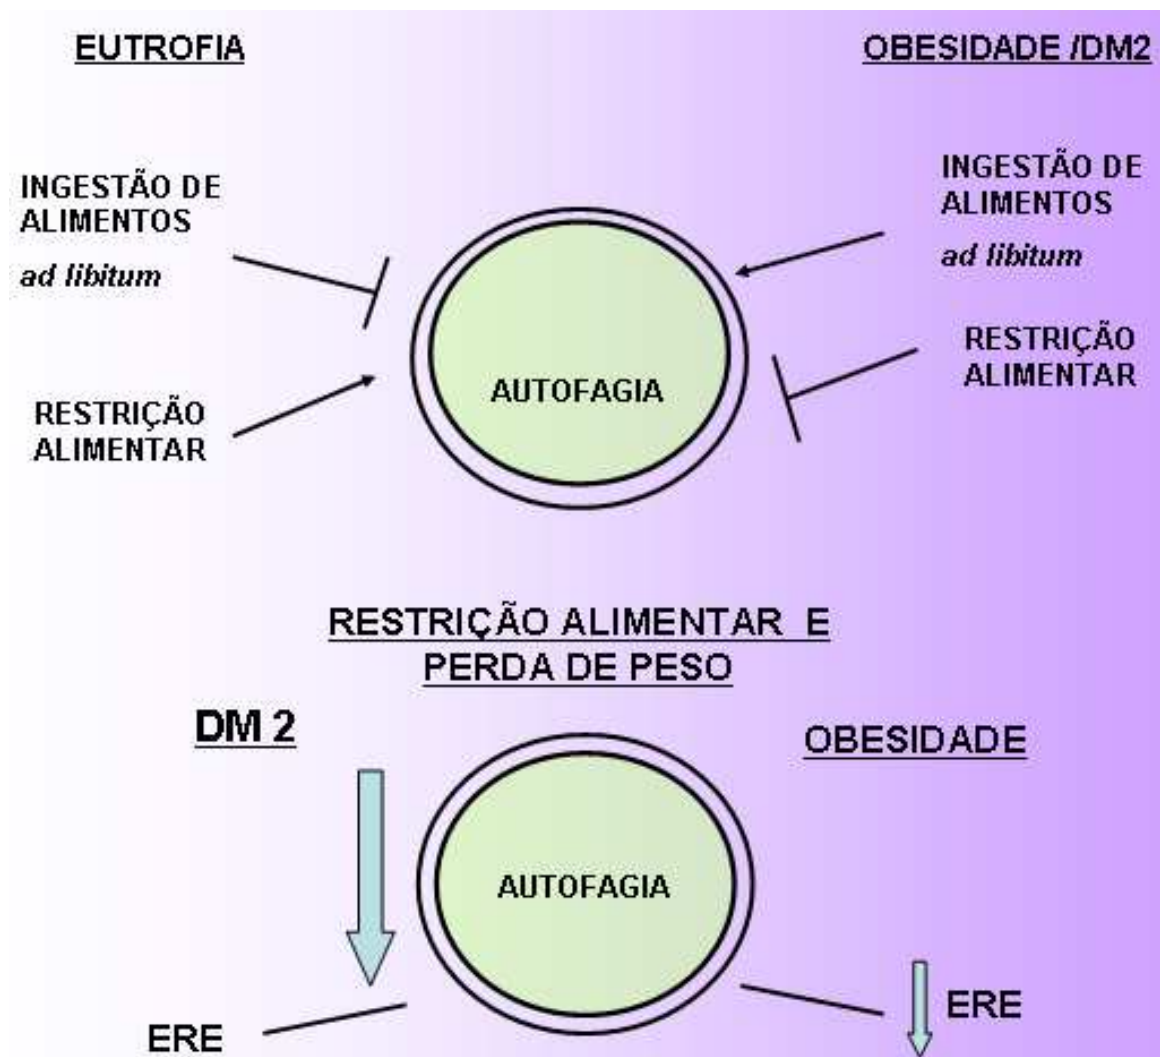 EUTROFIA
OBESIDADE /DM2
INGESTÃO DE
ALIMENTOS
ad libitum
RESTRIÇÃO
ALIMENTAR
AUTOFAGIA
INGESTÃO DE
ALIMENTOS
ad libitum
RESTRIÇÃO
ALIMENTAR
RESTRIÇÃO ALIMENTAR E
PERDA DE PESO
DM 2
OBESIDADE
AUTOFAGIA
ERE
ERE